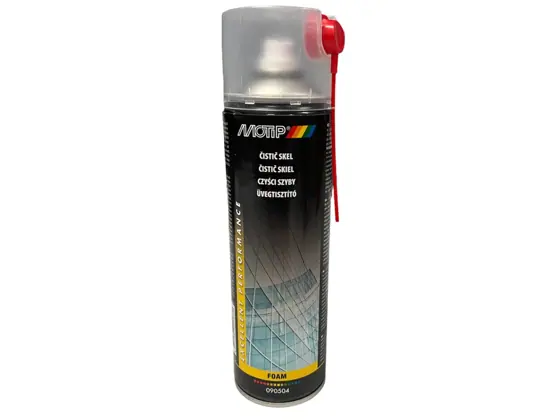 MOTIP®
ČISTIČ SKEL
ČISTIČ SKIEL
CZYŚCI SZYBY
ÜVEGTISZTÍTÓ
EXCELLENT PERFORMANCE
FOAM
090504